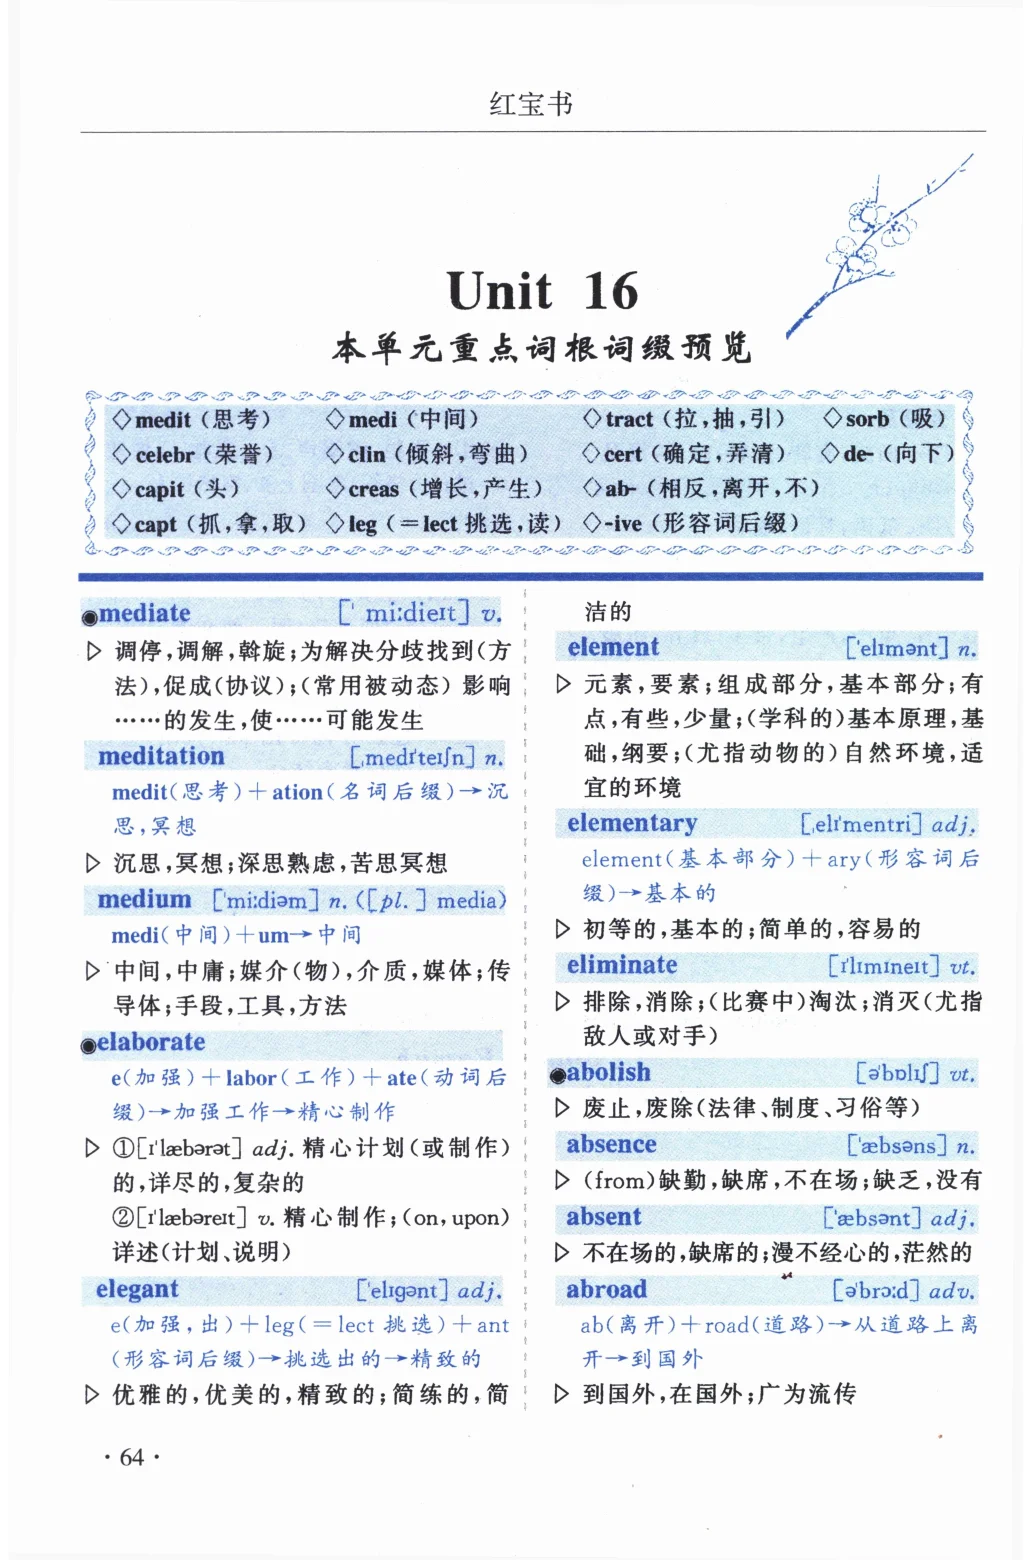 红宝书
Unit 16
本单元重点词根词缀预览
◇medit（思考） ◇medi（中间） ◇tract（拉,抽,引） ◇sorb（吸）
◇celebr（荣誉） ◇clin（倾斜,弯曲） ◇cert（确定,弄清） ◇de-（向下）
◇capit（头） ◇creas（增长,产生） ◇ab-（相反,离开,不）
◇capt（抓,拿,取） ◇leg（=lect 挑选,读） ◇-ive（形容词后缀）
◉mediate [ˈmiːdieɪt] v.
▷ 调停,调解,斡旋;为解决分歧找到(方
法),促成(协议);(常用被动态) 影响
……的发生,使……可能发生
meditation [ˌmedɪˈteɪʃn] n.
medit(思考)＋ation(名词后缀)→沉
思,冥想
▷ 沉思,冥想;深思熟虑,苦思冥想
medium [ˈmiːdiəm] n. ([pl.] media)
medi(中间)＋um→中间
▷ 中间,中庸;媒介(物),介质,媒体;传
导体;手段,工具,方法
◉elaborate
e(加强)＋labor(工作)＋ate(动词后
缀)→加强工作→精心制作
▷ ①[ɪˈlæbərət] adj. 精心计划(或制作)
的,详尽的,复杂的
②[ɪˈlæbəreɪt] v. 精心制作;(on, upon)
详述(计划、说明)
elegant [ˈelɪgənt] adj.
e(加强,出)＋leg(=lect 挑选)＋ant
(形容词后缀)→挑选出的→精致的
▷ 优雅的,优美的,精致的;简练的,简
洁的
element [ˈelɪmənt] n.
▷ 元素,要素;组成部分,基本部分;有
点,有些,少量;(学科的)基本原理,基
础,纲要;(尤指动物的)自然环境,适
宜的环境
elementary [ˌelɪˈmentri] adj.
element(基本部分)＋ary(形容词后
缀)→基本的
▷ 初等的,基本的;简单的,容易的
eliminate [ɪˈlɪmɪneɪt] vt.
▷ 排除,消除;(比赛中)淘汰;消灭(尤指
敌人或对手)
◉abolish [əˈbɒlɪʃ] vt.
▷ 废止,废除(法律、制度、习俗等)
absence [ˈæbsəns] n.
▷ (from)缺勤,缺席,不在场;缺乏,没有
absent [ˈæbsənt] adj.
▷ 不在场的,缺席的;漫不经心的,茫然的
abroad [əˈbrɔːd] adv.
ab(离开)＋road(道路)→从道路上离
开→到国外
▷ 到国外,在国外;广为流传
·64·